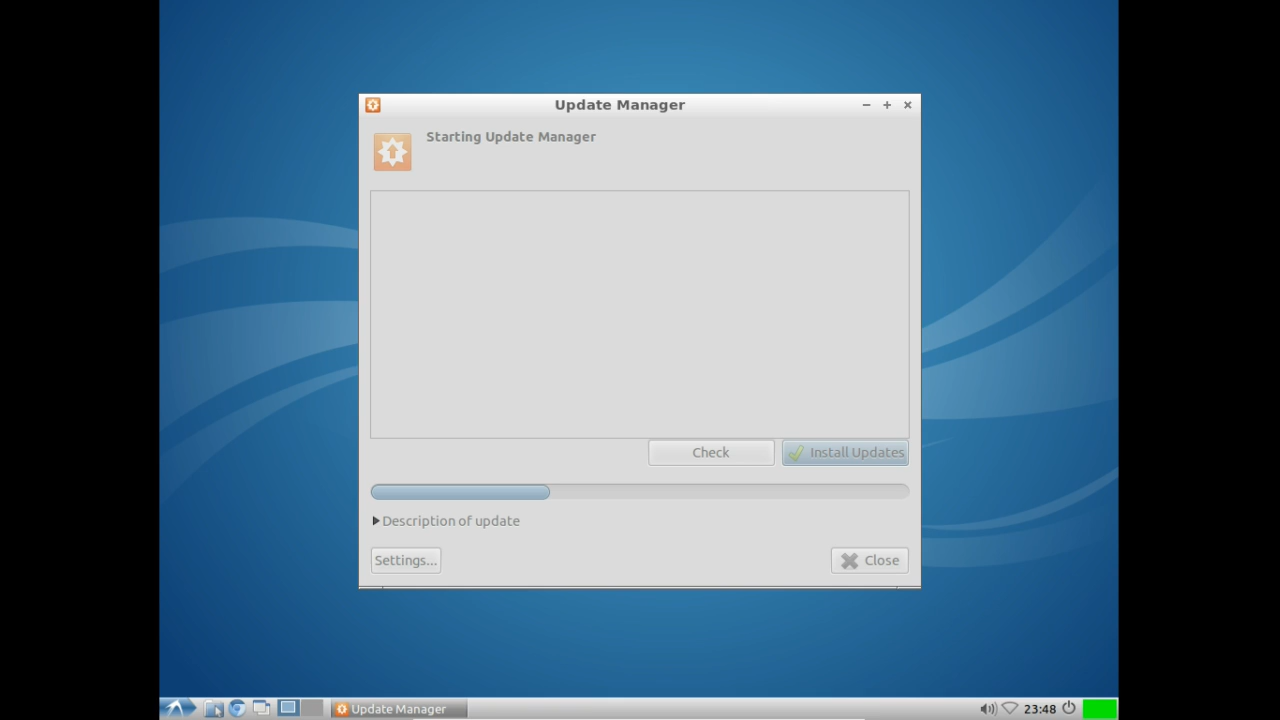 Update Manager
Starting Update Manager
Check
Install Updates
Description of update
Settings...
Close
Update Manager
23:48